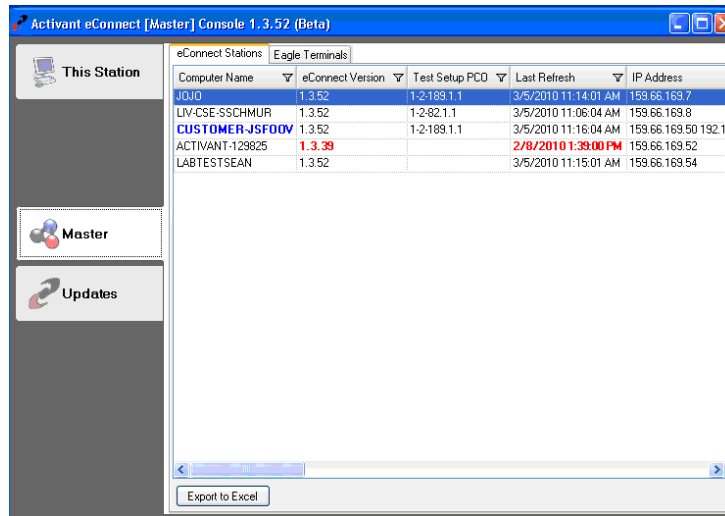 Activant eConnect [Master] Console 1.3.52 (Beta)
This Station
Master
Updates
eConnect Stations Eagle Terminals
Computer Name eConnect Version Test Setup PC0 Last Refresh IP Address
JOJO 1.3.52 1-2-189.1.1 3/5/2010 11:14:01 AM 159.66.169.7
LIV-CSE-SSCHMUR 1.3.52 1-2-82.1.1 3/5/2010 11:06:04 AM 159.66.169.8
CUSTOMER-JSFOOV 1.3.52 1-2-189.1.1 3/5/2010 11:16:04 AM 159.66.169.50 192.1
ACTIVANT-129825 1.3.39 2/8/2010 1:39:00 PM 159.66.169.52
LABTESTSEAN 1.3.52 3/5/2010 11:15:01 AM 159.66.169.54
Export to Excel